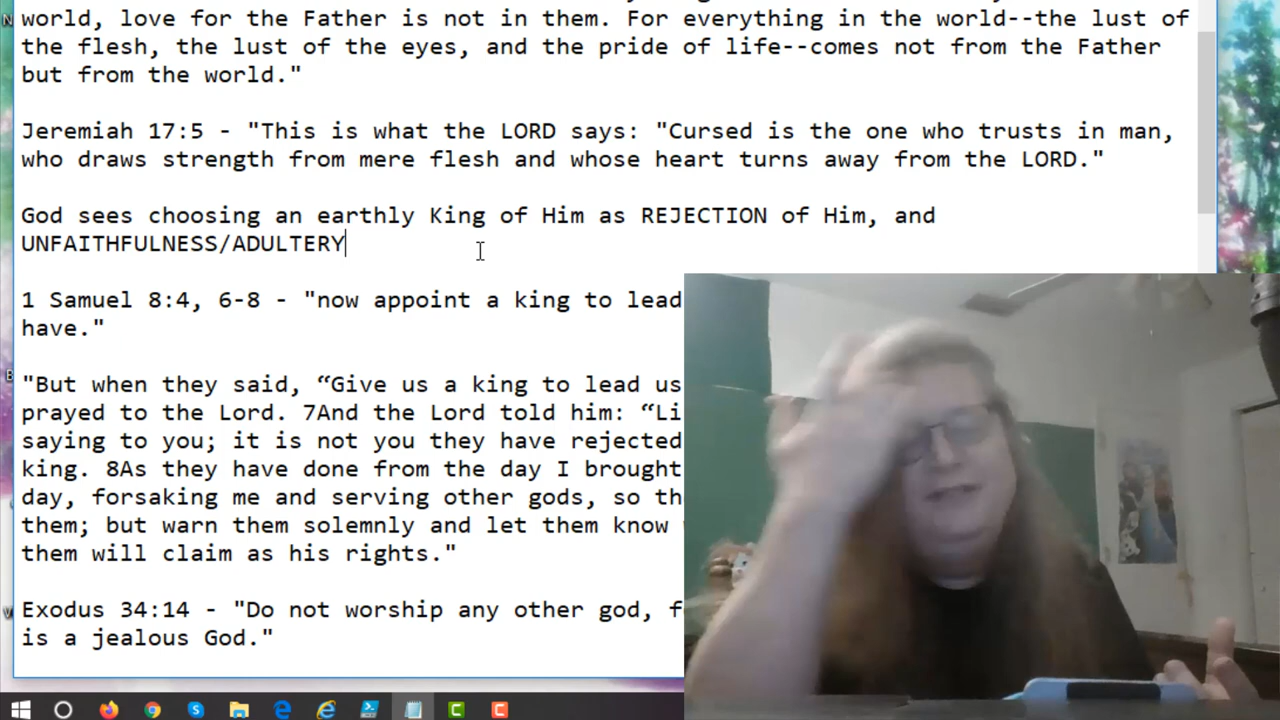 world, love for the Father is not in them. For everything in the world--the lust of
the flesh, the lust of the eyes, and the pride of life--comes not from the Father
but from the world."
Jeremiah 17:5 - "This is what the LORD says: "Cursed is the one who trusts in man,
who draws strength from mere flesh and whose heart turns away from the LORD."
God sees choosing an earthly King of Him as REJECTION of Him, and
UNFAITHFULNESS/ADULTERY
1 Samuel 8:4, 6-8 - "now appoint a king to lead
have."
"But when they said, “Give us a king to lead us
prayed to the Lord. 7And the Lord told him: “Li
saying to you; it is not you they have rejected
king. 8As they have done from the day I brought
day, forsaking me and serving other gods, so th
them; but warn them solemnly and let them know
them will claim as his rights."
Exodus 34:14 - "Do not worship any other god, f
is a jealous God."